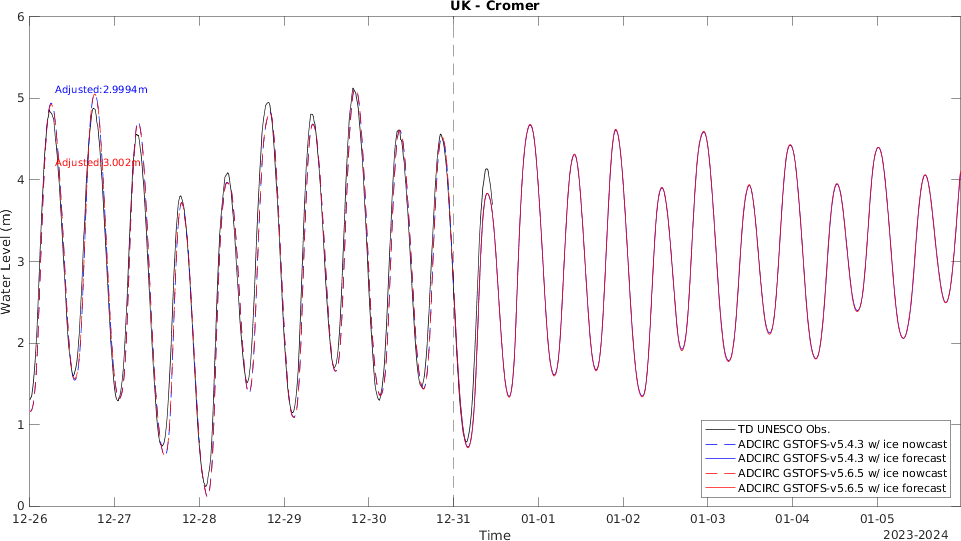 UK - Cromer
6
5
4
3
2
1
0
Water Level (m)
Adjusted:2.9994m
Adjusted:3.002m
TD UNESCO Obs.
ADCIRC GSTOFS-v5.4.3 w/ ice nowcast
ADCIRC GSTOFS-v5.4.3 w/ ice forecast
ADCIRC GSTOFS-v5.6.5 w/ ice nowcast
ADCIRC GSTOFS-v5.6.5 w/ ice forecast
12-26 12-27 12-28 12-29 12-30 12-31 01-01 01-02 01-03 01-04 01-05
Time
2023-2024